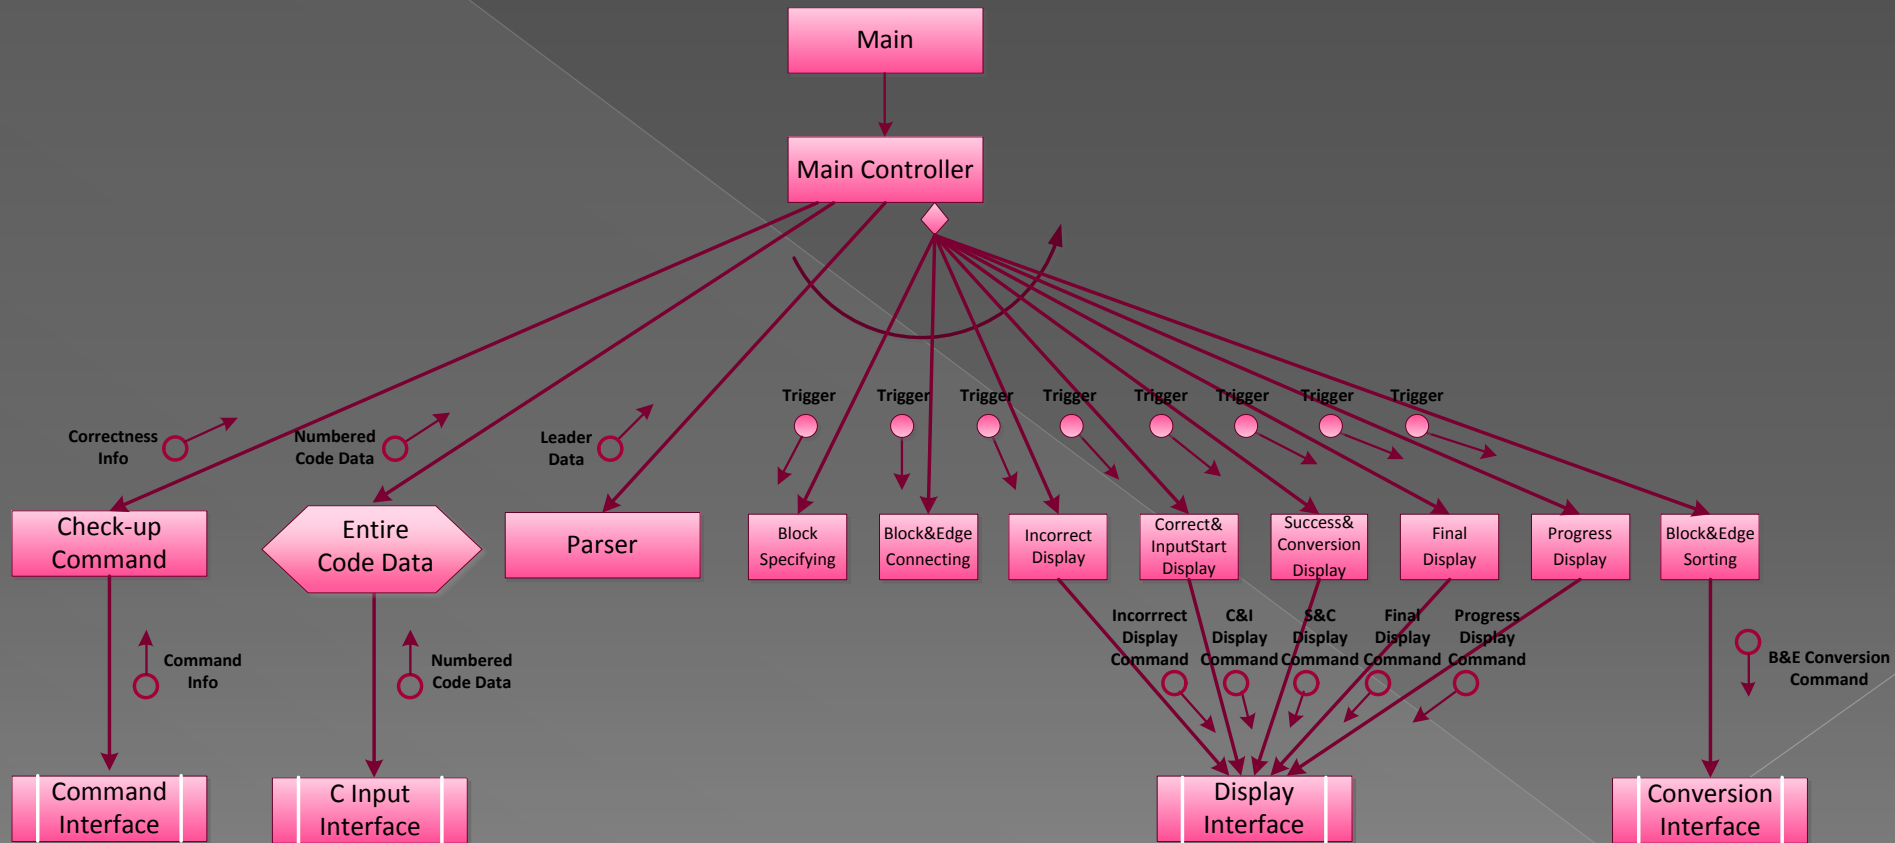 Main
Main Controller
Trigger
Trigger
Trigger
Trigger
Trigger
Trigger
Trigger
Trigger
Correctness
Info
Numbered
Code Data
Leader
Data
Check-up
Command
Entire
Code Data
Parser
Block
Specifying
Block&Edge
Connecting
Incorrect
Display
Correct&
InputStart
Display
Success&
Conversion
Display
Final
Display
Progress
Display
Block&Edge
Sorting
Command
Info
Numbered
Code Data
Incorrrect
Display
Command
C&I
Display
Command
S&C
Display
Command
Final
Display
Command
Progress
Display
Command
B&E Conversion
Command
Command
Interface
C Input
Interface
Display
Interface
Conversion
Interface